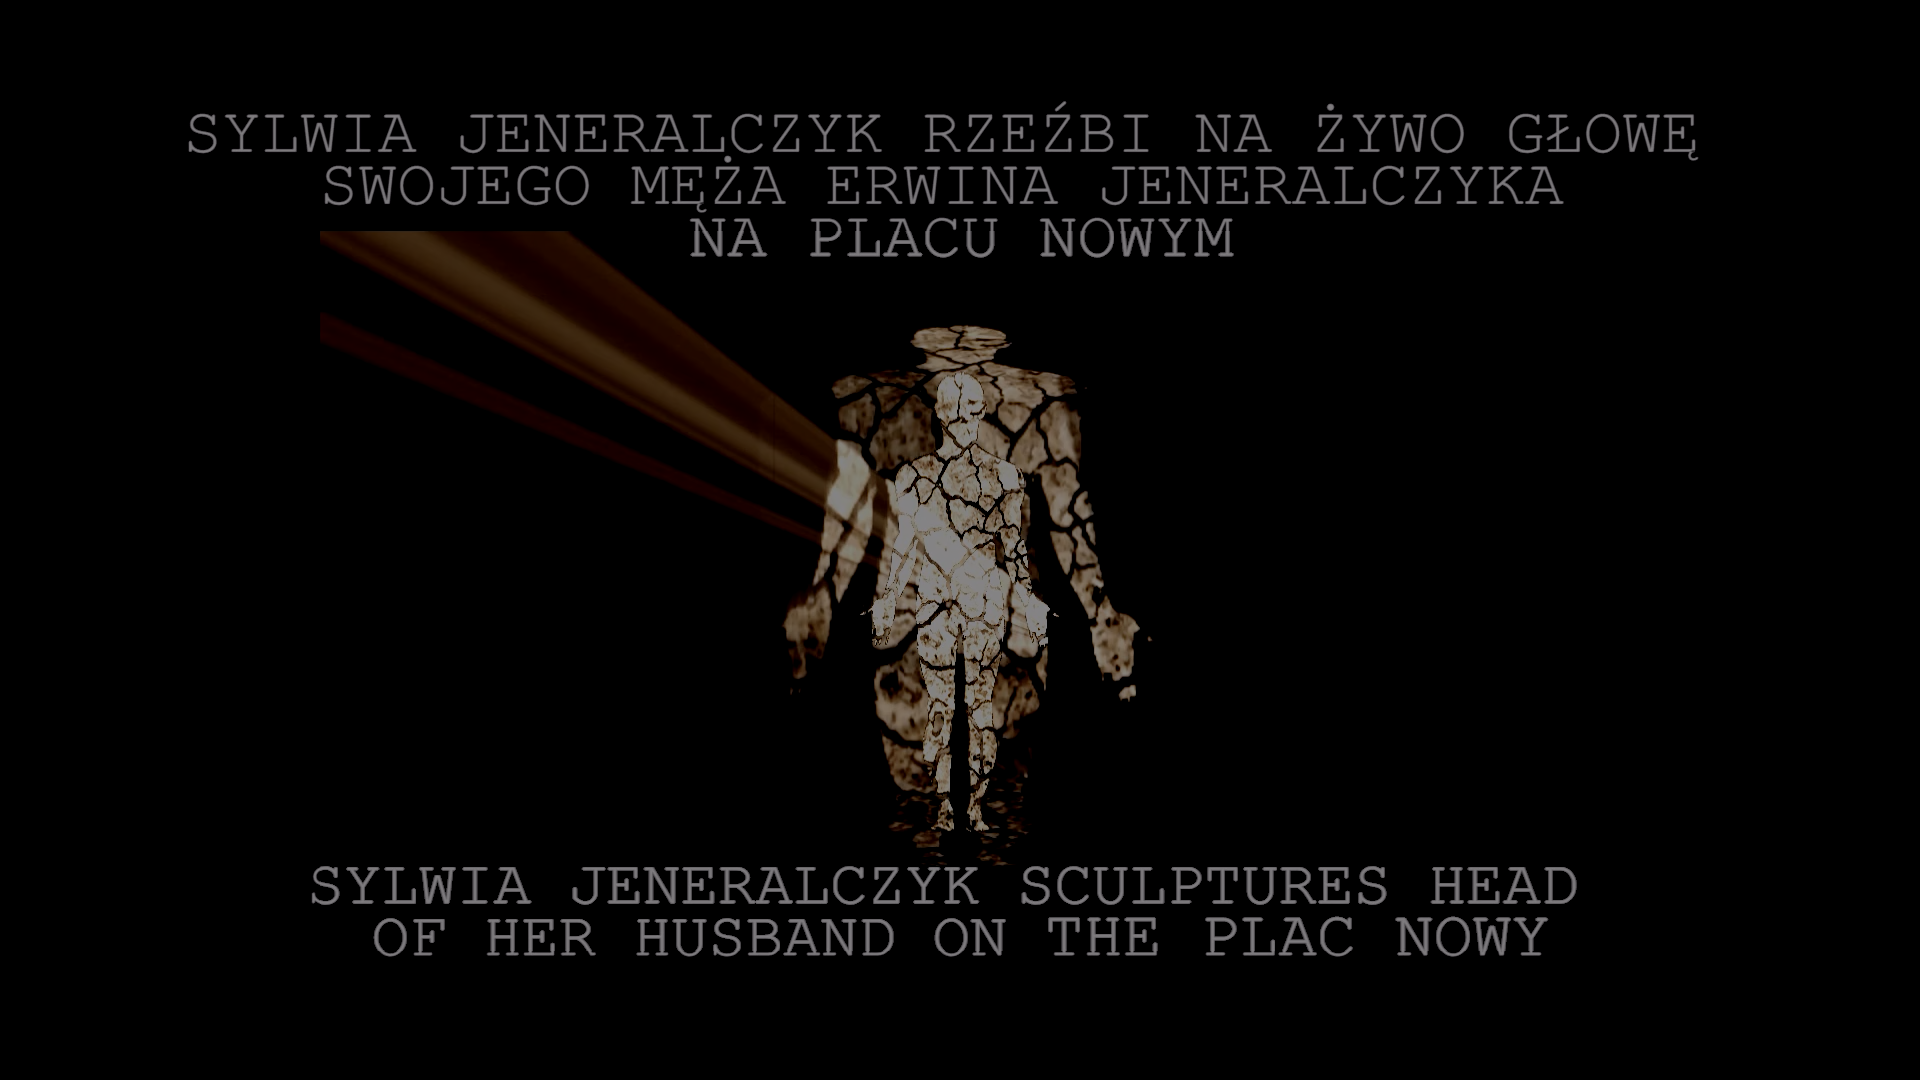 SYLWIA JENERALCZYK RZEŹBI NA ŻYWO GŁOWĘ
SWOJEGO MĘŻA ERWINA JENERALCZYKA
NA PLACU NOWYM
SYLWIA JENERALCZYK SCULPTURES HEAD
OF HER HUSBAND ON THE PLAC NOWY